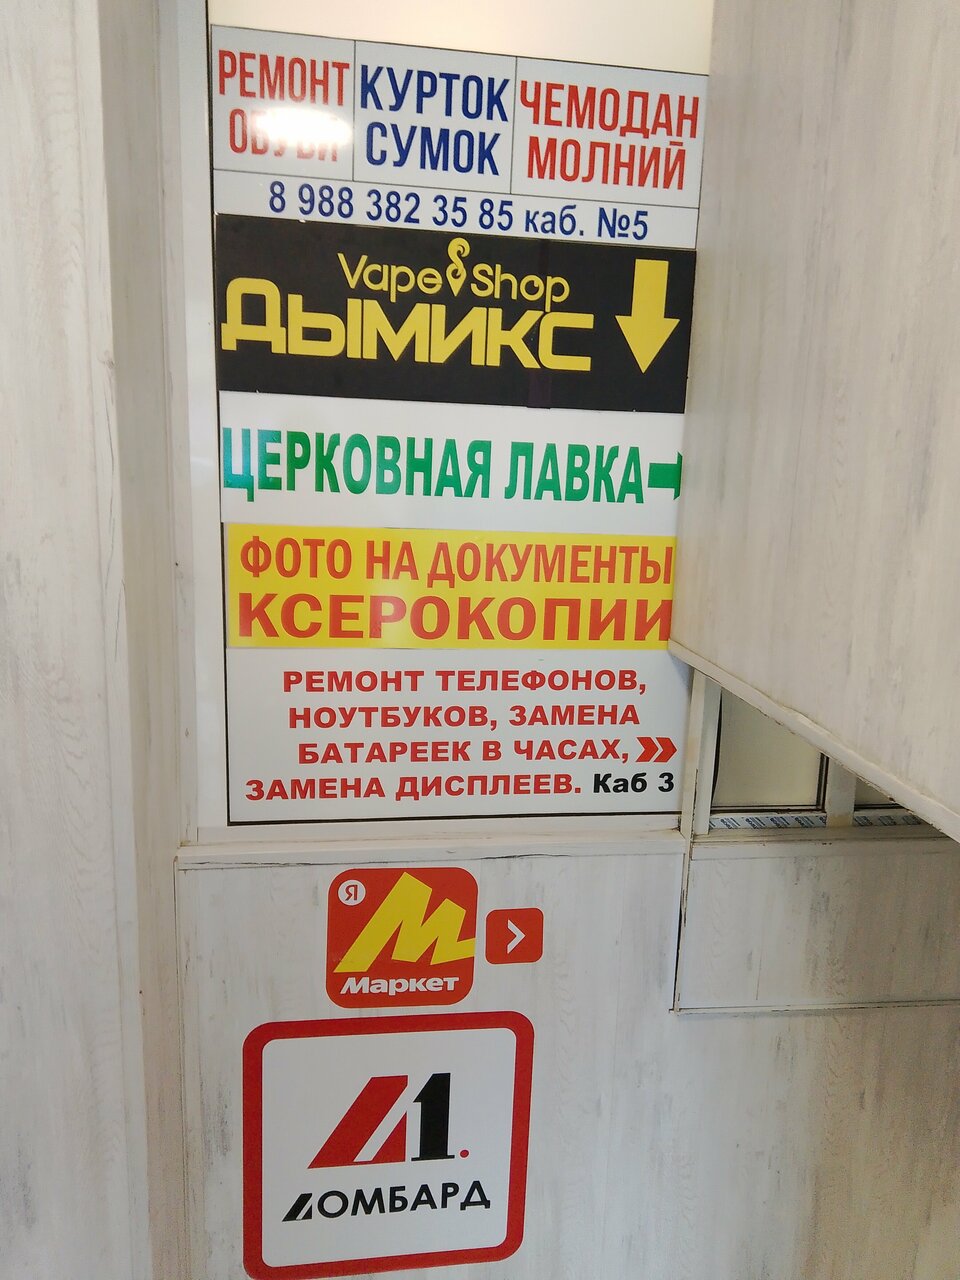 РЕМОНТ
ОБУВИ
КУРТОК
СУМОК
ЧЕМОДАН
МОЛНИЙ
8 988 382 35 85 каб. №5
Vape Shop
ДЫМИКС
ЦЕРКОВНАЯ ЛАВКА
ФОТО НА ДОКУМЕНТЫ
КСЕРОКОПИИ
РЕМОНТ ТЕЛЕФОНОВ,
НОУТБУКОВ, ЗАМЕНА
БАТАРЕЕК В ЧАСАХ,
ЗАМЕНА ДИСПЛЕЕВ. Каб 3
Я
М
Маркет
Л1.
ЛОМБАРД